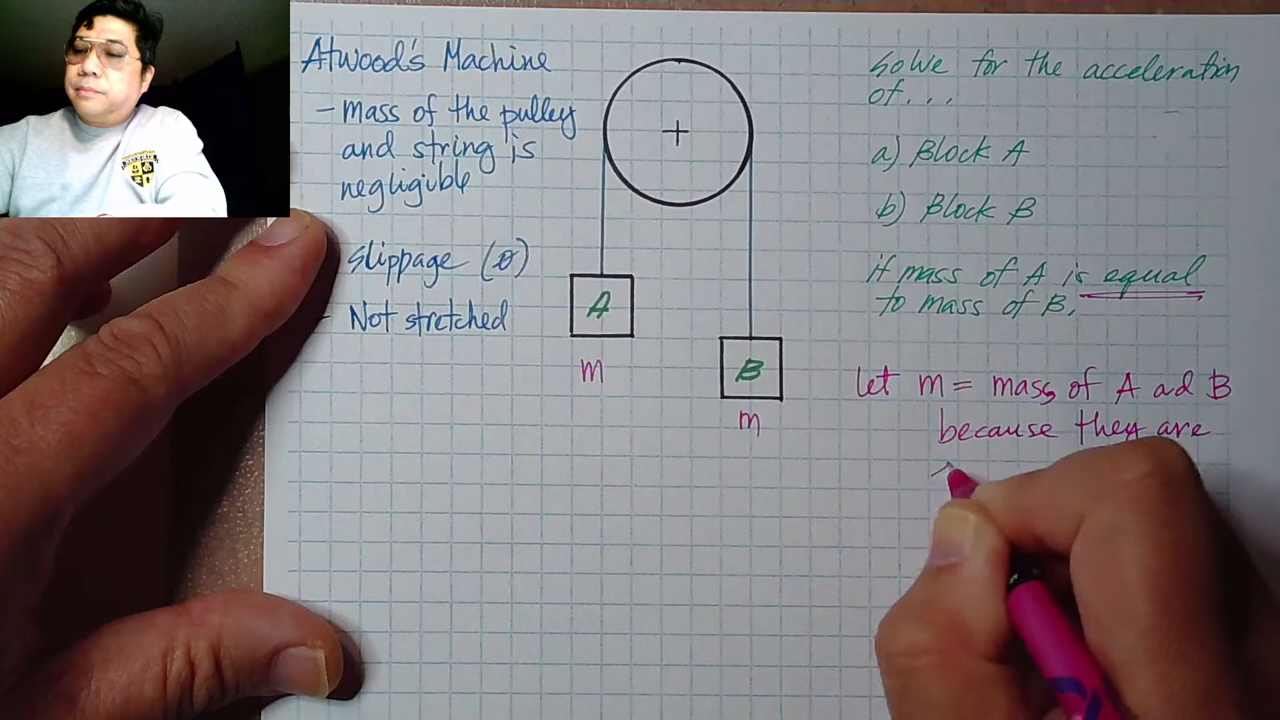 Atwood's Machine
- Mass of the pulley
and string is
negligible
slippage (0)
- Not stretched
A
m
B
m
Solve for the acceleration
of...
a) Block A
b) Block B
if mass of A is equal
to mass of B.
Let m = mass of A ad B
because they are